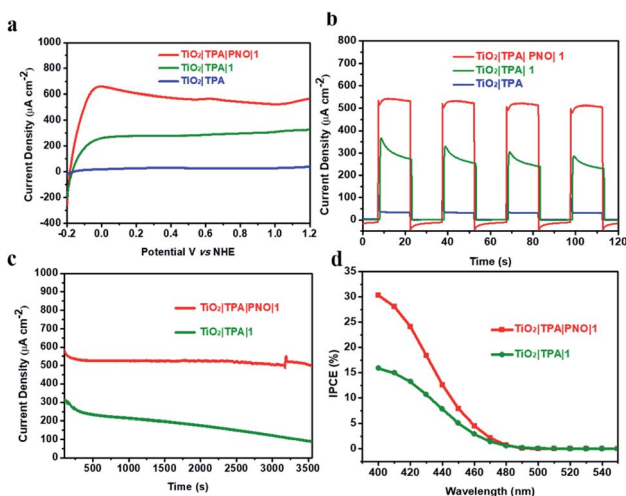 a
1000
800
600
400
200
0
-200
-400
-0.2 0.0 0.2 0.4 0.6 0.8 1.0 1.2
Current Density (μA cm-2)
Potential V vs NHE
TiO2|TPA|PNO|1
TiO2|TPA|1
TiO2|TPA
b
800
700
600
500
400
300
200
100
0
0 20 40 60 80 100 120
Current Density (μA cm-2)
Time (s)
TiO2|TPA| PNO| 1
TiO2|TPA| 1
TiO2|TPA
c
1000
900
800
700
600
500
400
300
200
100
0
500 1000 1500 2000 2500 3000 3500
Current Density (μA cm-2)
Time (s)
TiO2|TPA|PNO|1
TiO2|TPA|1
d
35
30
25
20
15
10
5
0
400 420 440 460 480 500 520 540
IPCE (%)
Wavelength (nm)
TiO2|TPA|PNO|1
TiO2|TPA|1